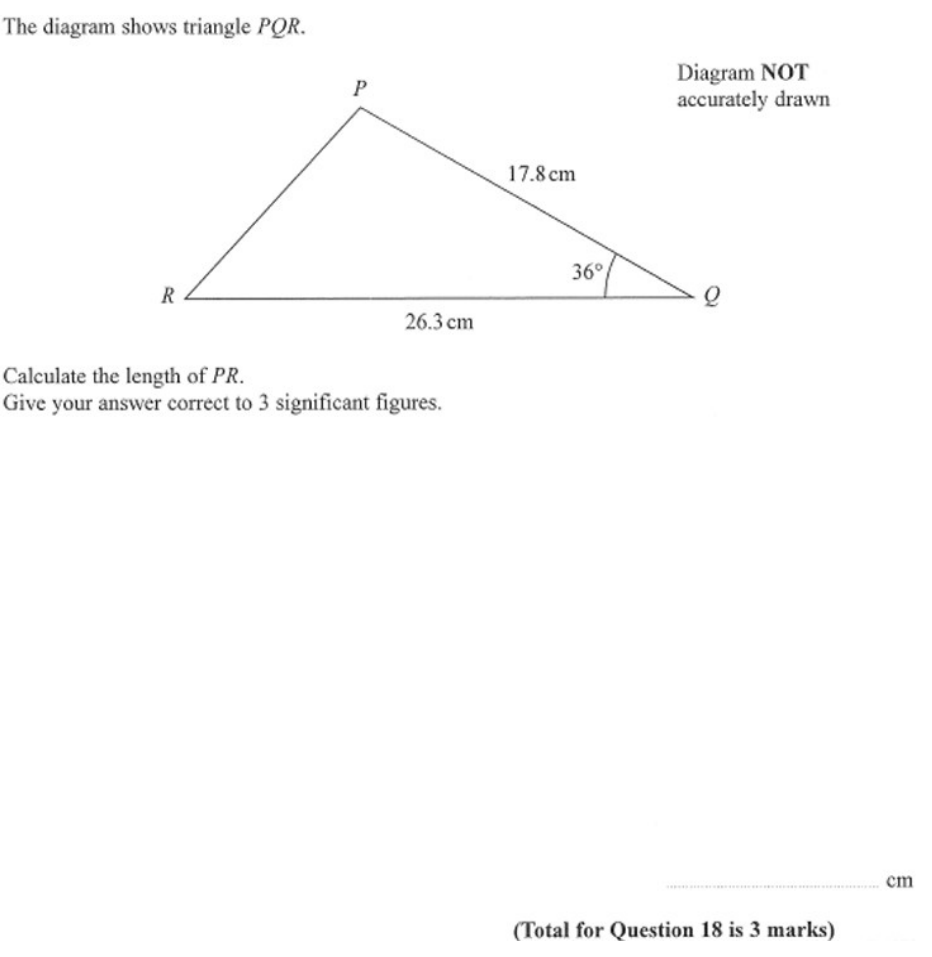 The diagram shows triangle PQR.
Diagram NOT
accurately drawn
P
17.8 cm
36°
R
Q
26.3 cm
Calculate the length of PR.
Give your answer correct to 3 significant figures.
cm
(Total for Question 18 is 3 marks)